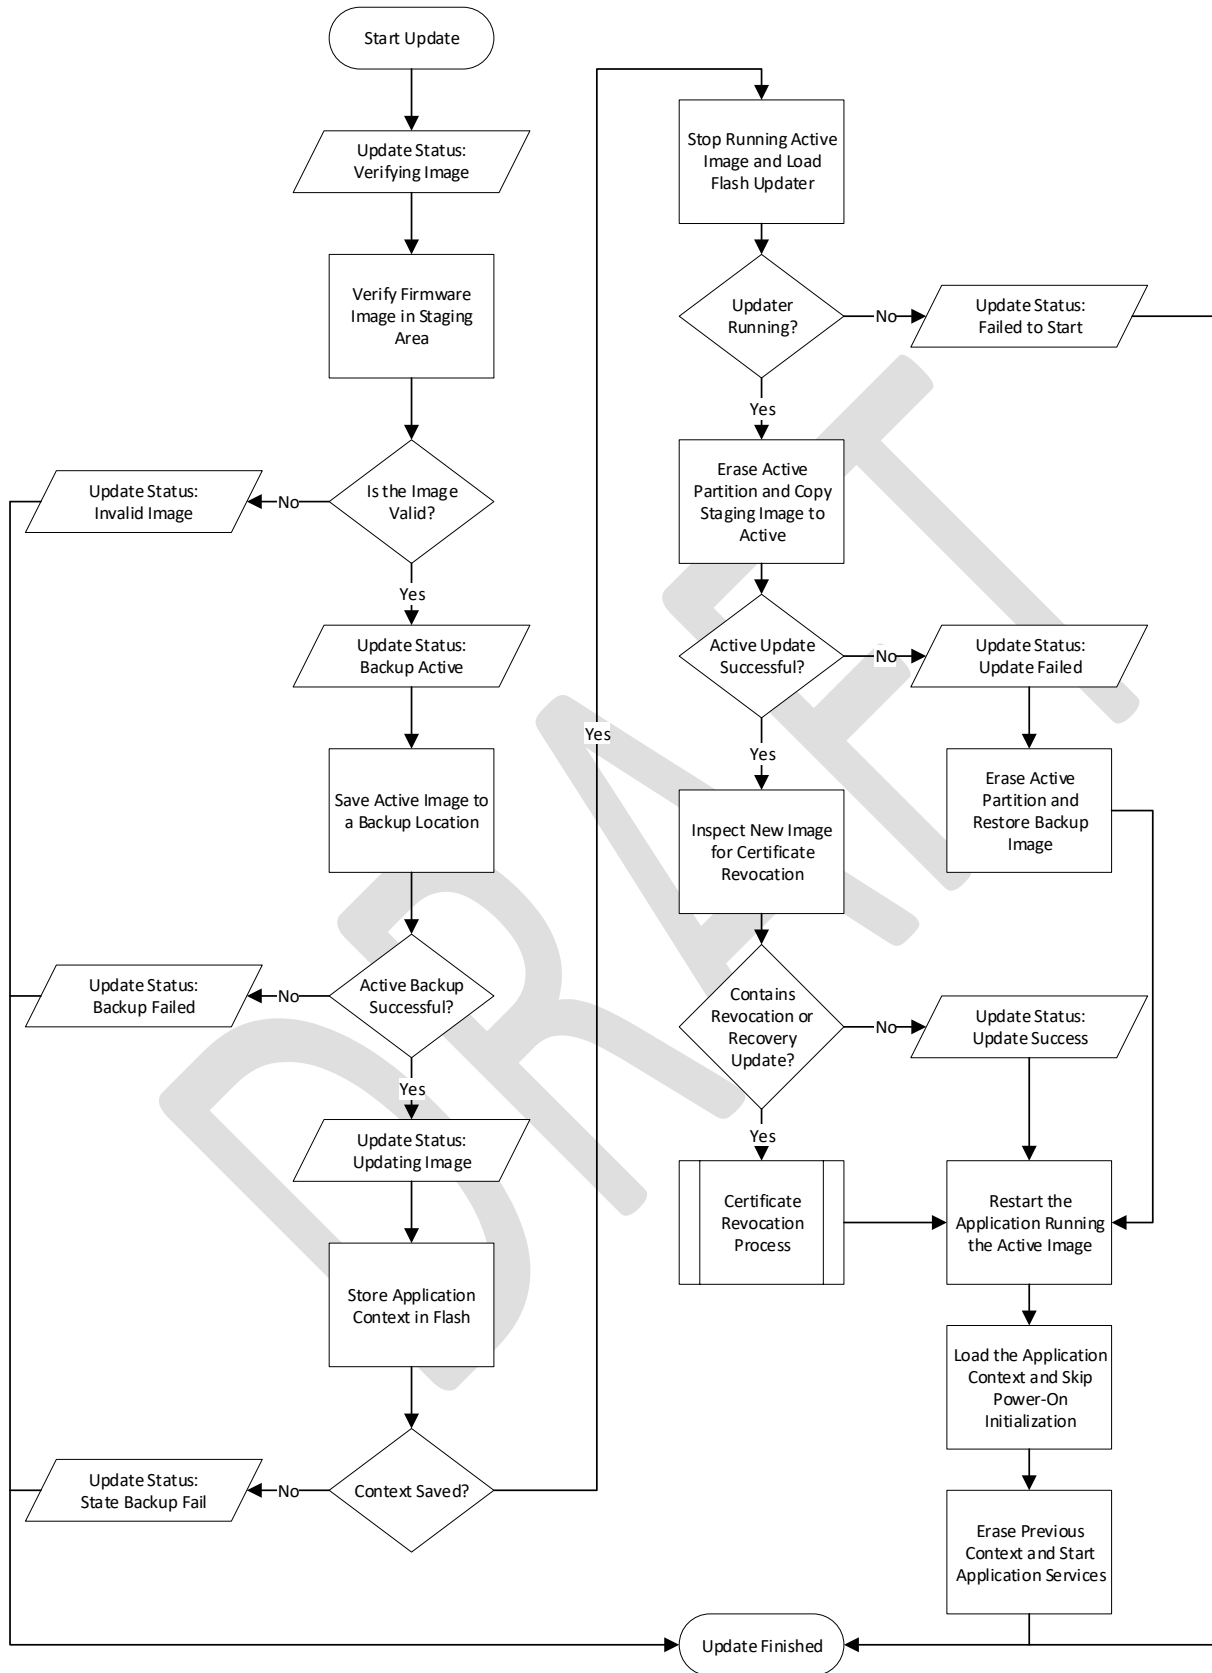 Start Update
Update Status:
Verifying Image
Verify Firmware
Image in Staging
Area
Is the Image
Valid?
No
Update Status:
Invalid Image
Yes
Update Status:
Backup Active
Save Active Image to
a Backup Location
Active Backup
Successful?
No
Update Status:
Backup Failed
Yes
Update Status:
Updating Image
Store Application
Context in Flash
Context Saved?
No
Update Status:
State Backup Fail
Yes
Stop Running Active
Image and Load
Flash Updater
Updater
Running?
No
Update Status:
Failed to Start
Yes
Erase Active
Partition and Copy
Staging Image to
Active
Active Update
Successful?
No
Update Status:
Update Failed
Erase Active
Partition and
Restore Backup
Image
Yes
Inspect New Image
for Certificate
Revocation
Contains
Revocation or
Recovery
Update?
No
Update Status:
Update Success
Yes
Certificate
Revocation
Process
Restart the
Application Running
the Active Image
Load the Application
Context and Skip
Power-On
Initialization
Erase Previous
Context and Start
Application Services
Update Finished
DRAFT